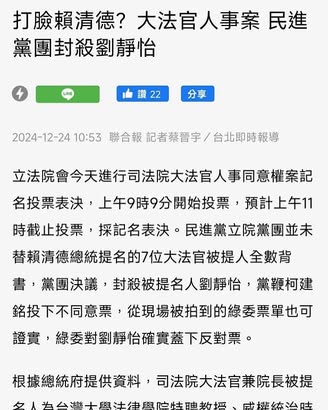 打臉賴清德？大法官人事案 民進
黨團封殺劉靜怡
LINE
讚 22
分享
2024-12-24 10:53 聯合報 記者蔡晉宇／台北即時報導
立法院會今天進行司法院大法官人事同意權案記
名投票表決，上午9時9分開始投票，預計上午11
時截止投票，採記名表決。民進黨立院黨團並未
替賴清德總統提名的7位大法官被提人全數背
書，黨團決議，封殺被提名人劉靜怡，黨鞭柯建
銘投下不同意票，從現場被拍到的綠委票單也可
證實，綠委對劉靜怡確實蓋下反對票。
根據總統府提供資料，司法院大法官兼院長被提
名人為台灣大學法律學院特聘教授、威權統治時